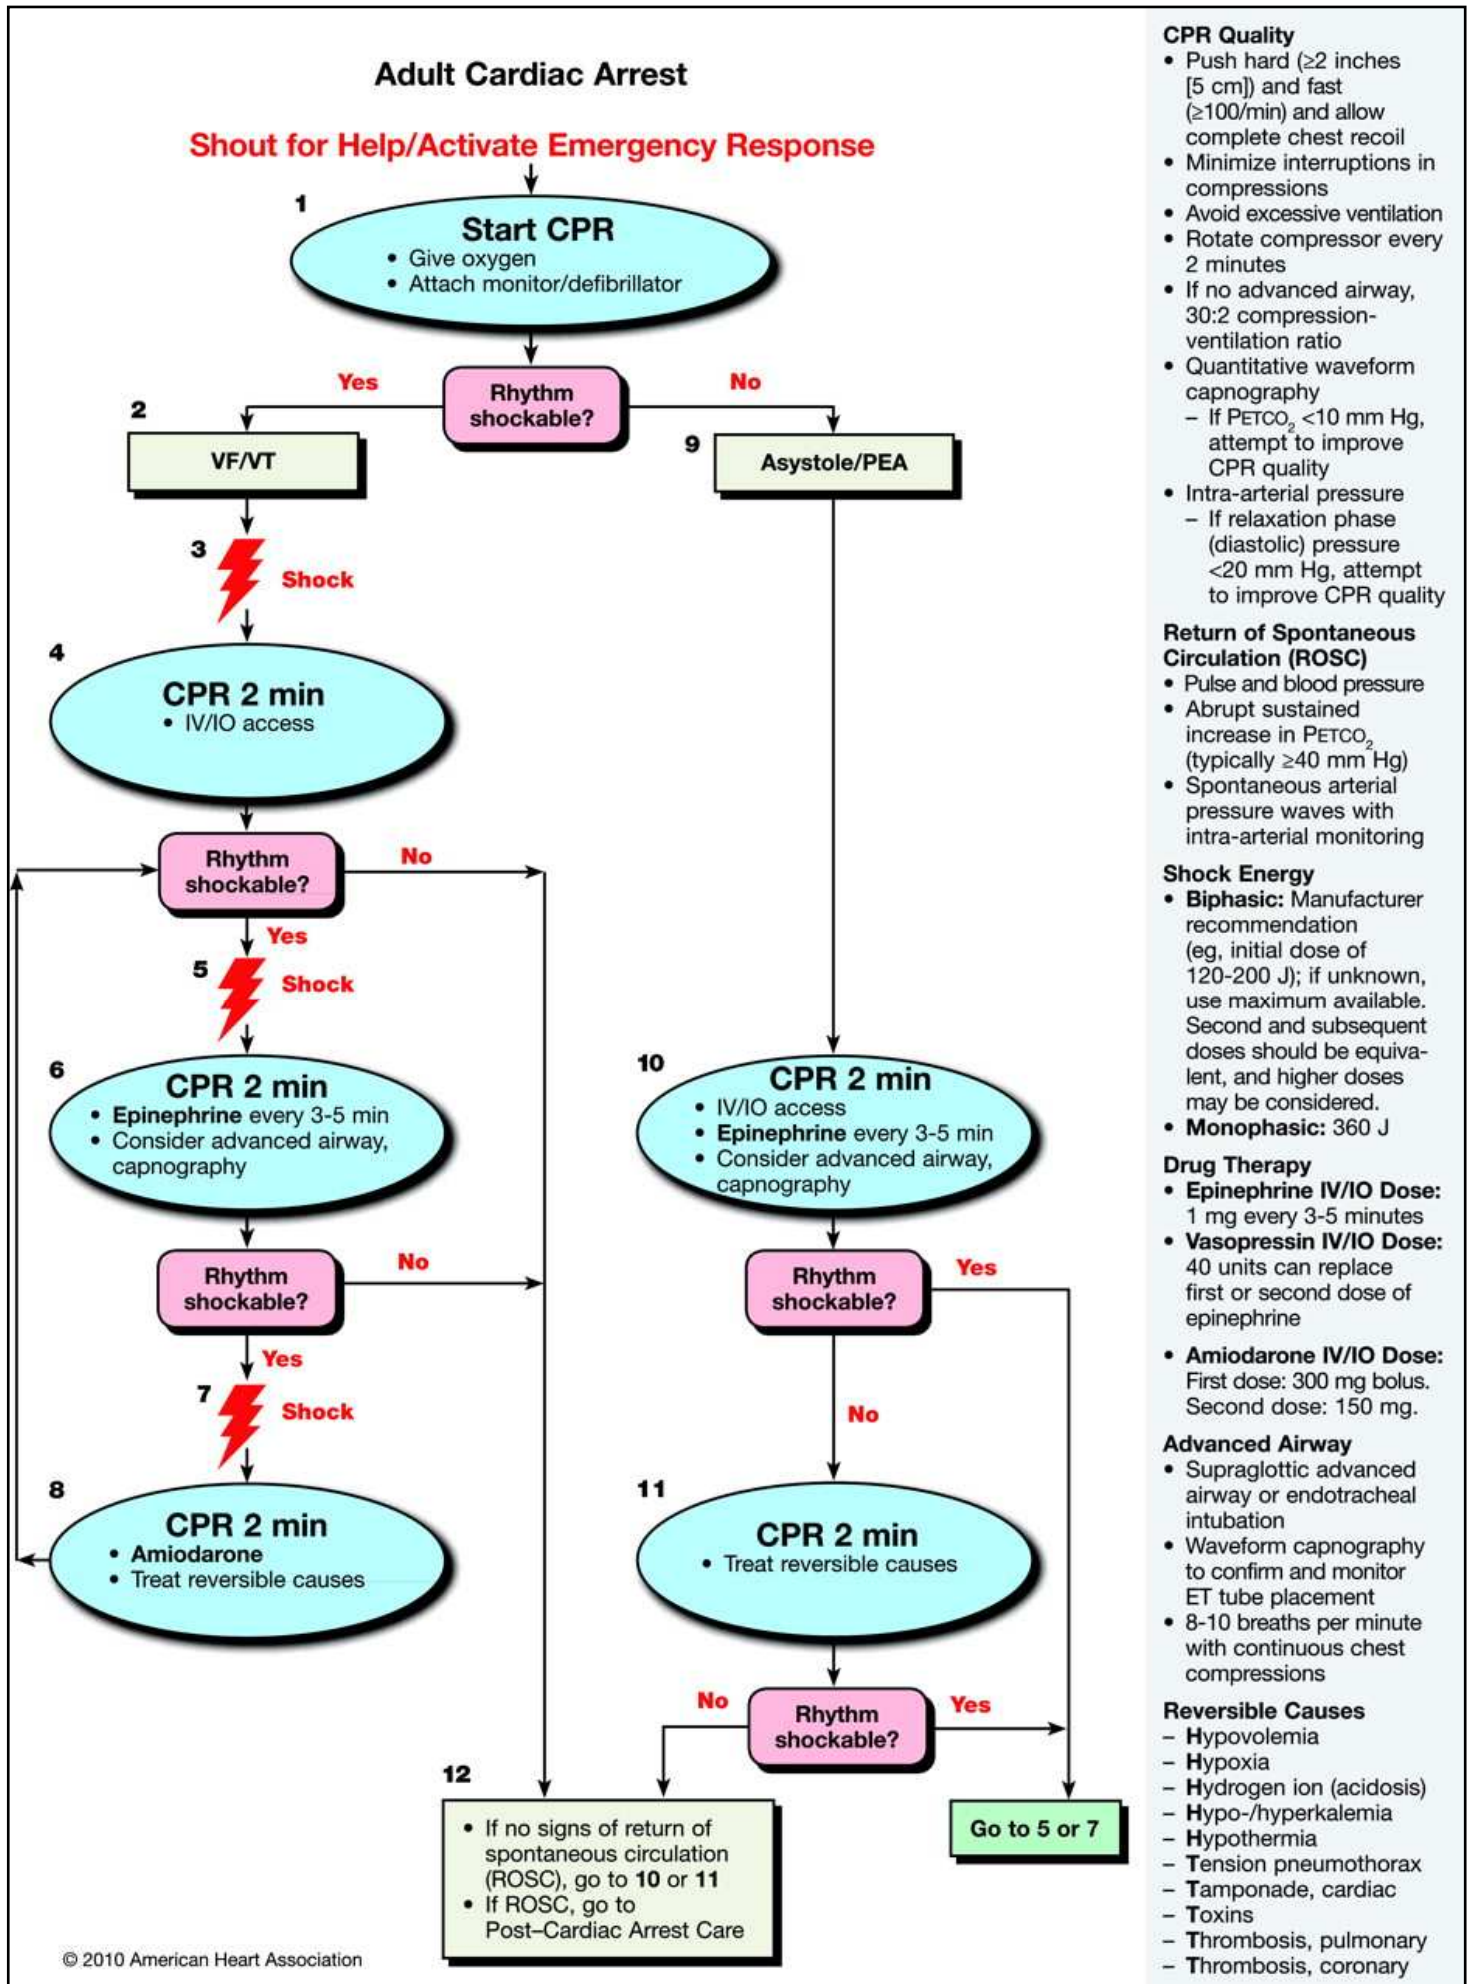 Adult Cardiac Arrest
Shout for Help/Activate Emergency Response
1
Start CPR
• Give oxygen
• Attach monitor/defibrillator
Yes
Rhythm
shockable?
No
2
VF/VT
9
Asystole/PEA
3
Shock
4
CPR 2 min
• IV/IO access
Rhythm
shockable?
No
Yes
5
Shock
6
CPR 2 min
• Epinephrine every 3-5 min
• Consider advanced airway,
capnography
10
CPR 2 min
• IV/IO access
• Epinephrine every 3-5 min
• Consider advanced airway,
capnography
Rhythm
shockable?
No
Yes
Rhythm
shockable?
Yes
No
7
Shock
8
CPR 2 min
• Amiodarone
• Treat reversible causes
11
CPR 2 min
• Treat reversible causes
No
Rhythm
shockable?
Yes
12
• If no signs of return of
spontaneous circulation
(ROSC), go to 10 or 11
• If ROSC, go to
Post–Cardiac Arrest Care
Go to 5 or 7
© 2010 American Heart Association
CPR Quality
• Push hard (≥2 inches
[5 cm]) and fast
(≥100/min) and allow
complete chest recoil
• Minimize interruptions in
compressions
• Avoid excessive ventilation
• Rotate compressor every
2 minutes
• If no advanced airway,
30:2 compression-
ventilation ratio
• Quantitative waveform
capnography
– If PETCO2 <10 mm Hg,
attempt to improve
CPR quality
• Intra-arterial pressure
– If relaxation phase
(diastolic) pressure
<20 mm Hg, attempt
to improve CPR quality
Return of Spontaneous
Circulation (ROSC)
• Pulse and blood pressure
• Abrupt sustained
increase in PETCO2
(typically ≥40 mm Hg)
• Spontaneous arterial
pressure waves with
intra-arterial monitoring
Shock Energy
• Biphasic: Manufacturer
recommendation
(eg, initial dose of
120-200 J); if unknown,
use maximum available.
Second and subsequent
doses should be equiva-
lent, and higher doses
may be considered.
• Monophasic: 360 J
Drug Therapy
• Epinephrine IV/IO Dose:
1 mg every 3-5 minutes
• Vasopressin IV/IO Dose:
40 units can replace
first or second dose of
epinephrine
• Amiodarone IV/IO Dose:
First dose: 300 mg bolus.
Second dose: 150 mg.
Advanced Airway
• Supraglottic advanced
airway or endotracheal
intubation
• Waveform capnography
to confirm and monitor
ET tube placement
• 8-10 breaths per minute
with continuous chest
compressions
Reversible Causes
– Hypovolemia
– Hypoxia
– Hydrogen ion (acidosis)
– Hypo-/hyperkalemia
– Hypothermia
– Tension pneumothorax
– Tamponade, cardiac
– Toxins
– Thrombosis, pulmonary
– Thrombosis, coronary